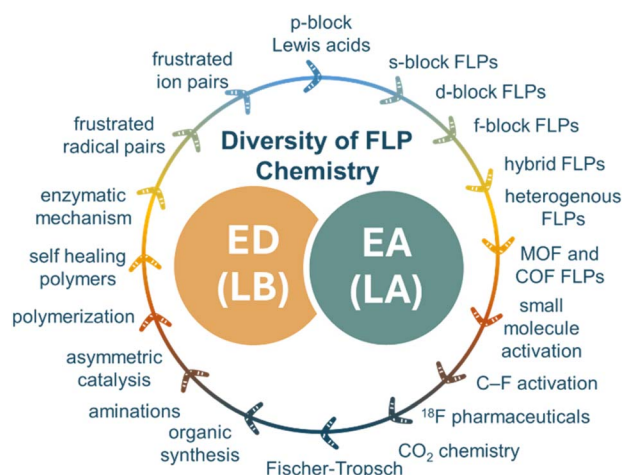 p-block
Lewis acids
s-block FLPs
d-block FLPs
f-block FLPs
hybrid FLPs
heterogenous
FLPs
MOF and
COF FLPs
small
molecule
activation
C–F activation
¹⁸F pharmaceuticals
CO₂ chemistry
Fischer-Tropsch
organic
synthesis
aminations
asymmetric
catalysis
polymerization
self healing
polymers
enzymatic
mechanism
frustrated
radical pairs
frustrated
ion pairs
Diversity of FLP
Chemistry
ED
(LB)
EA
(LA)